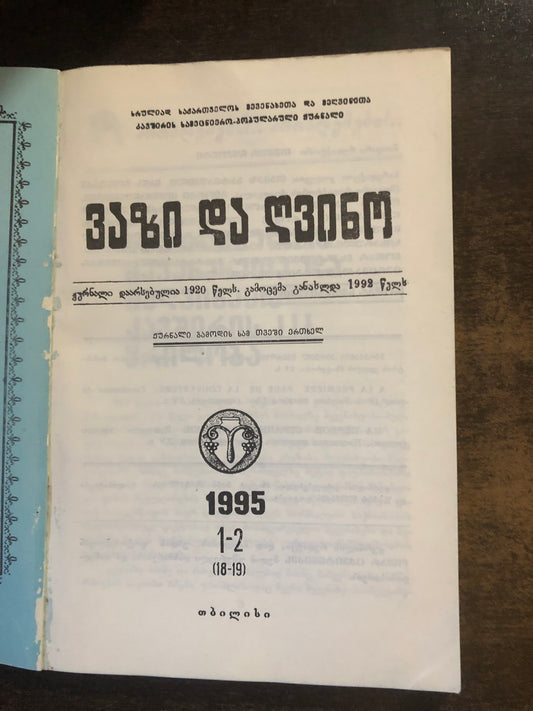 სრულიად საქართველოს მევენახეთა და მეღვინეთა
კავშირის სამეცნიერო-პოპულარული ჟურნალი
ვაზი და ღვინო
ჟურნალი დაარსებულია 1920 წელს. გამოცემა განახლდა 1992 წელს
ჟურნალი გამოდის სამ თვეში ერთხელ
1995
1-2
(18-19)
თბილისი